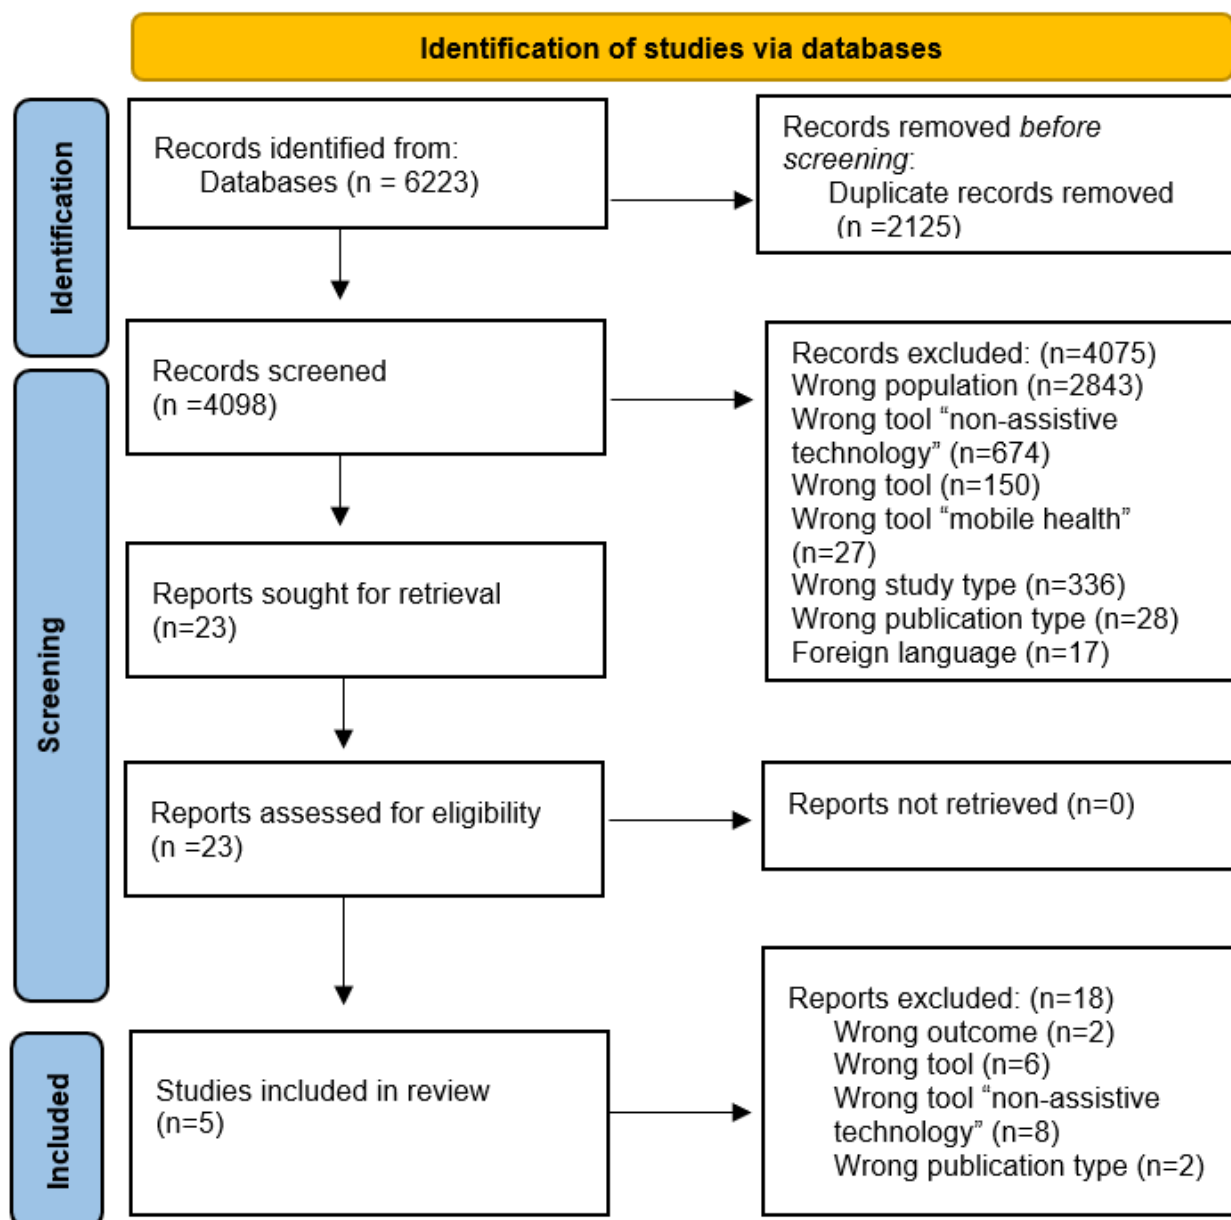 Identification of studies via databases
Identification
Records identified from:
Databases (n = 6223)
Records removed before
screening:
Duplicate records removed
(n =2125)
Screening
Records screened
(n =4098)
Records excluded: (n=4075)
Wrong population (n=2843)
Wrong tool “non-assistive
technology” (n=674)
Wrong tool (n=150)
Wrong tool “mobile health”
(n=27)
Wrong study type (n=336)
Wrong publication type (n=28)
Foreign language (n=17)
Reports sought for retrieval
(n=23)
Reports assessed for eligibility
(n =23)
Reports not retrieved (n=0)
Included
Studies included in review
(n=5)
Reports excluded: (n=18)
Wrong outcome (n=2)
Wrong tool (n=6)
Wrong tool “non-assistive
technology” (n=8)
Wrong publication type (n=2)